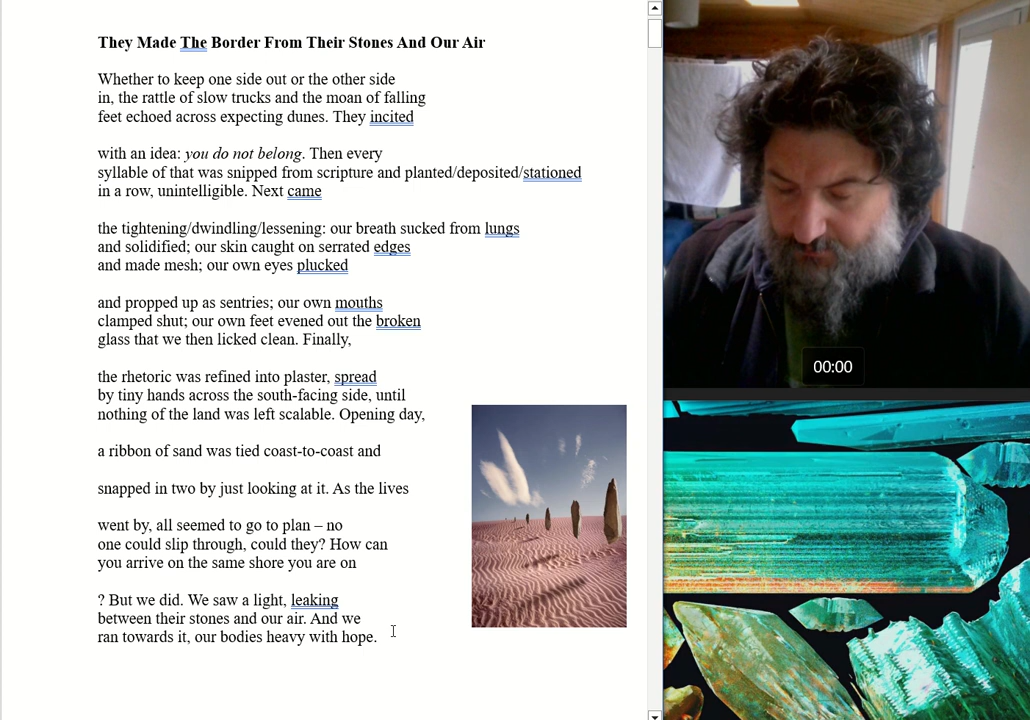 They Made The Border From Their Stones And Our Air
Whether to keep one side out or the other side
in, the rattle of slow trucks and the moan of falling
feet echoed across expecting dunes. They incited
with an idea: you do not belong. Then every
syllable of that was snipped from scripture and planted/deposited/stationed
in a row, unintelligible. Next came
the tightening/dwindling/lessening: our breath sucked from lungs
and solidified; our skin caught on serrated edges
and made mesh; our own eyes plucked
and propped up as sentries; our own mouths
clamped shut; our own feet evened out the broken
glass that we then licked clean. Finally,
the rhetoric was refined into plaster, spread
by tiny hands across the south-facing side, until
nothing of the land was left scalable. Opening day,
a ribbon of sand was tied coast-to-coast and
snapped in two by just looking at it. As the lives
went by, all seemed to go to plan – no
one could slip through, could they? How can
you arrive on the same shore you are on
? But we did. We saw a light, leaking
between their stones and our air. And we
ran towards it, our bodies heavy with hope.
00:00